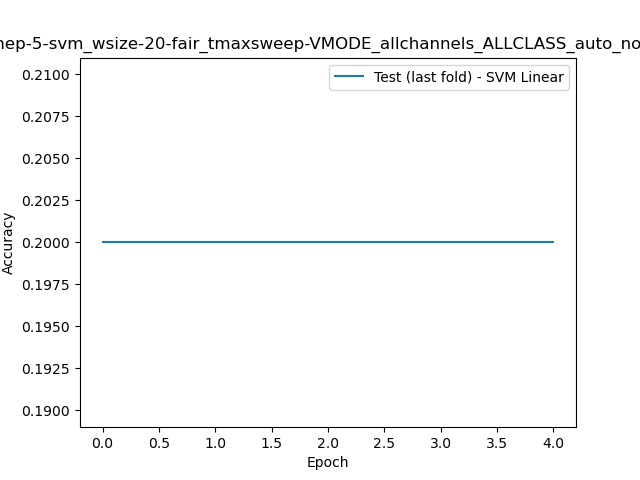 nep-5-svm_wsize-20-fair_tmaxsweep-VMODE_allchannels_ALLCLASS_auto_no
Test (last fold) - SVM Linear
0.2100
0.2075
0.2050
0.2025
0.2000
0.1975
0.1950
0.1925
0.1900
Accuracy
0.0 0.5 1.0 1.5 2.0 2.5 3.0 3.5 4.0
Epoch